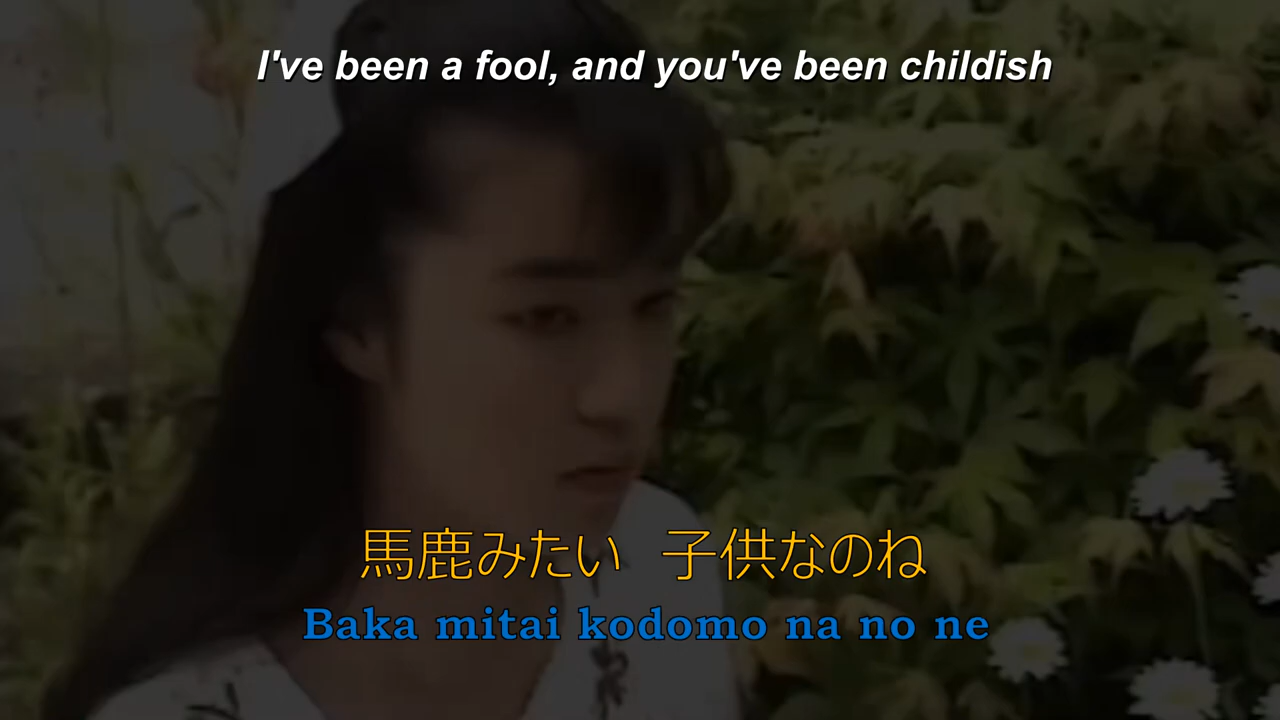 I've been a fool, and you've been childish
馬鹿みたい　子供なのね
Baka mitai kodomo na no ne